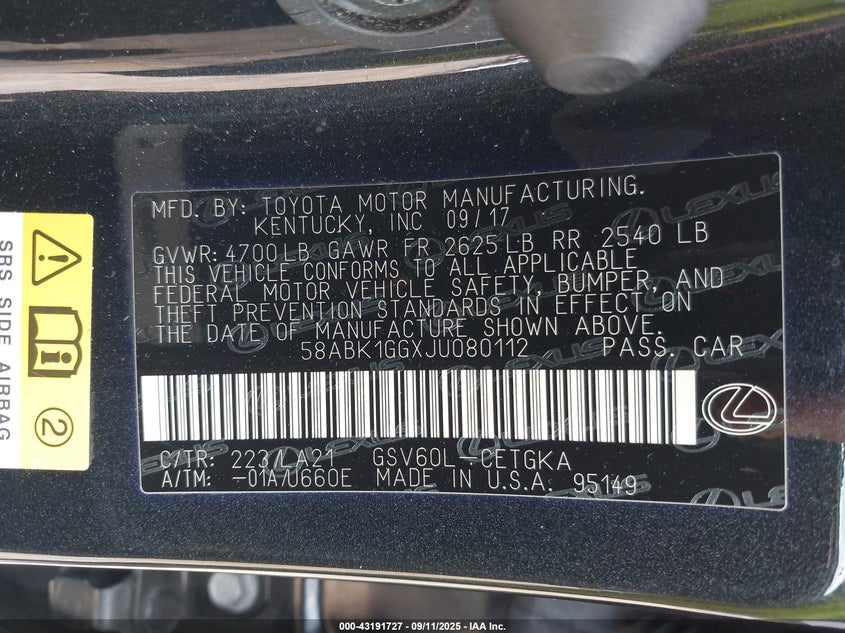 MFD. BY: TOYOTA MOTOR MANUFACTURING.
KENTUCKY, INC 09/17
GVWR: 4700 LB GAWR FR 2625 LB RR 2540 LB
THIS VEHICLE CONFORMS TO ALL APPLICABLE
FEDERAL MOTOR VEHICLE SAFETY, BUMPER, AND
THEFT PREVENTION STANDARDS IN EFFECT ON
THE DATE OF MANUFACTURE SHOWN ABOVE.
58ABK1GGXJU080112 PASS. CAR
C/TR: 223/LA21 GSV60L-CETGKA
A/TM: -01A/U660E MADE IN U.S.A. 95149
SRS SIDE AIRBAG
2
LEXUS
000-43191727 - 09/11/2025 - IAA Inc.